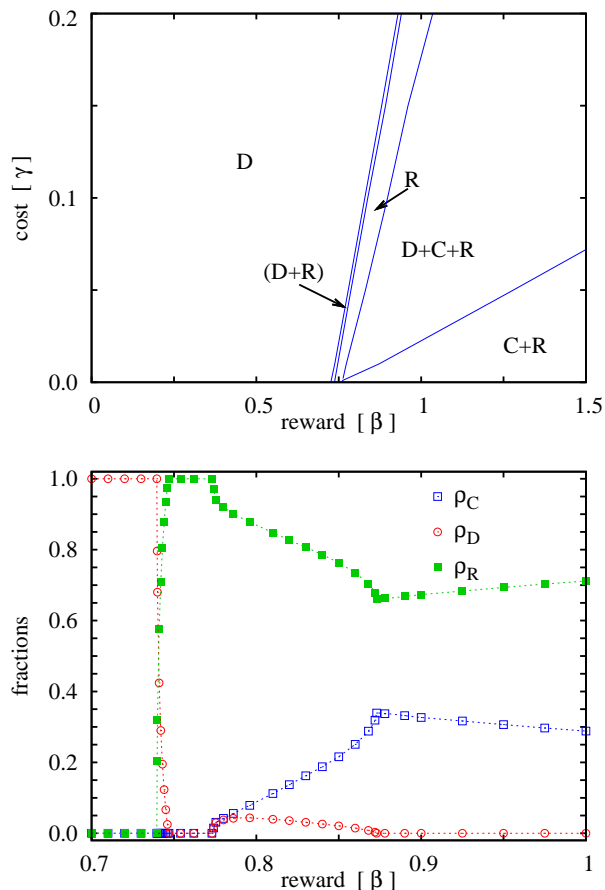 0.2
D
R
cost [ γ ]
0.1
D+C+R
(D+R)
C+R
0.0
0
0.5
1
1.5
reward [ β ]
1.0
ρC
ρD
0.8
ρR
0.6
fractions
0.4
0.2
0.0
0.7
0.8
0.9
1
reward [ β ]